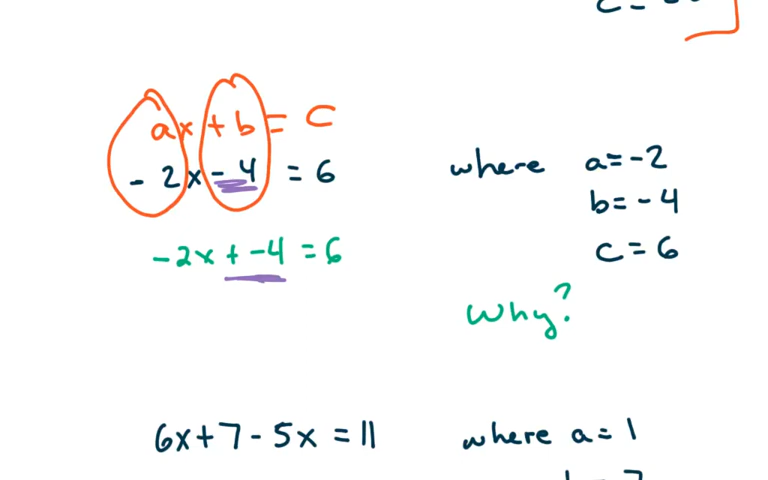 ax + b = c
- 2x - 4 = 6 where a = -2
b = - 4
- 2x + -4 = 6 c = 6
Why?
6x + 7 - 5x = 11 where a = 1